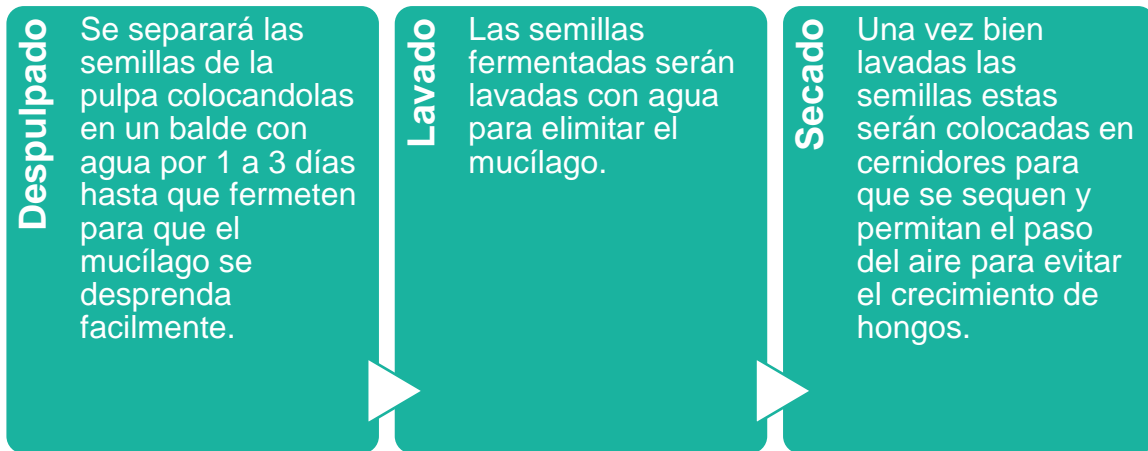 Despulpado
Se separará las
semillas de la
pulpa colocandolas
en un balde con
agua por 1 a 3 días
hasta que fermeten
para que el
mucílago se
desprenda
facilmente.
Lavado
Las semillas
fermentadas serán
lavadas con agua
para elimitar el
mucílago.
Secado
Una vez bien
lavadas las
semillas estas
serán colocadas en
cernidores para
que se sequen y
permitan el paso
del aire para evitar
el crecimiento de
hongos.